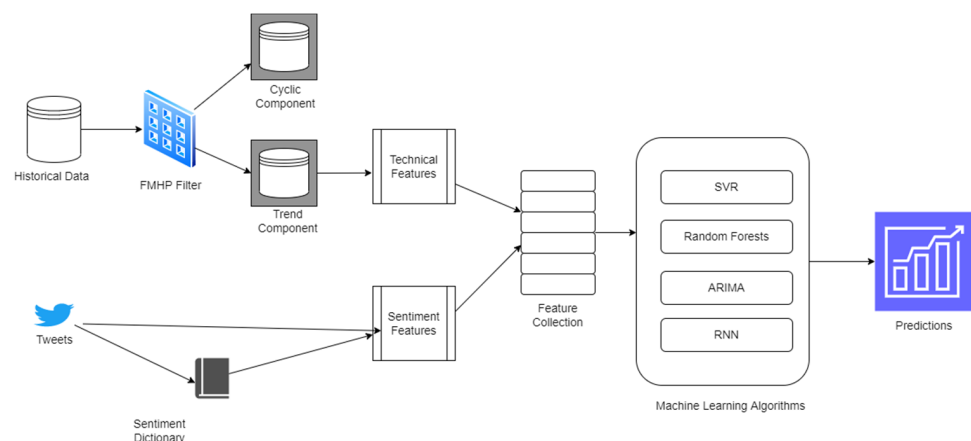 Cyclic
Component
Historical Data
FMHP Filter
Trend
Component
Technical
Features
Tweets
Sentiment
Dictionary
Sentiment
Features
Feature
Collection
SVR
Random Forests
ARIMA
RNN
Machine Learning Algorithms
Predictions